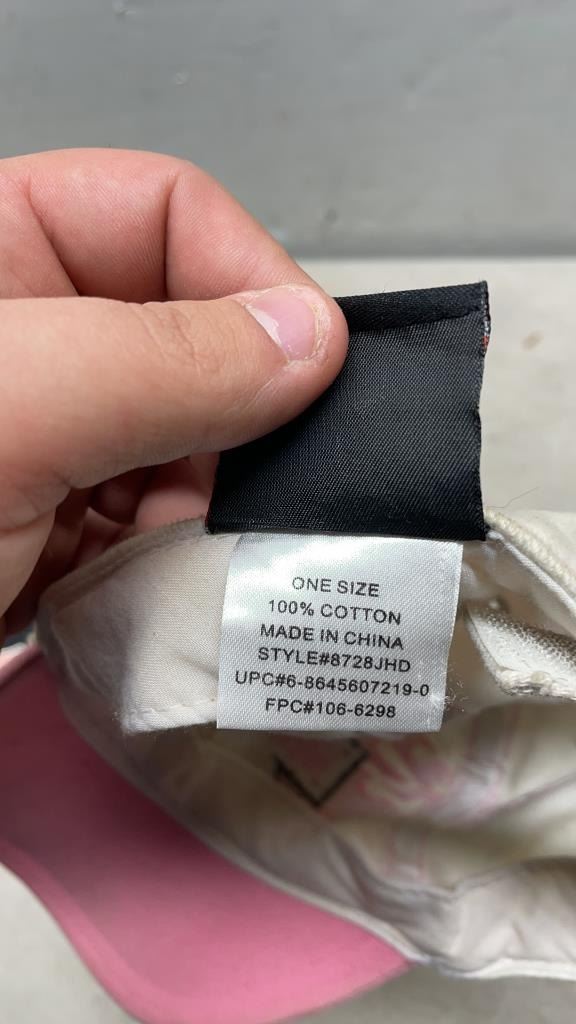 ONE SIZE
100% COTTON
MADE IN CHINA
STYLE#8728JHD
UPC#6-8645607219-0
FPC#106-6298